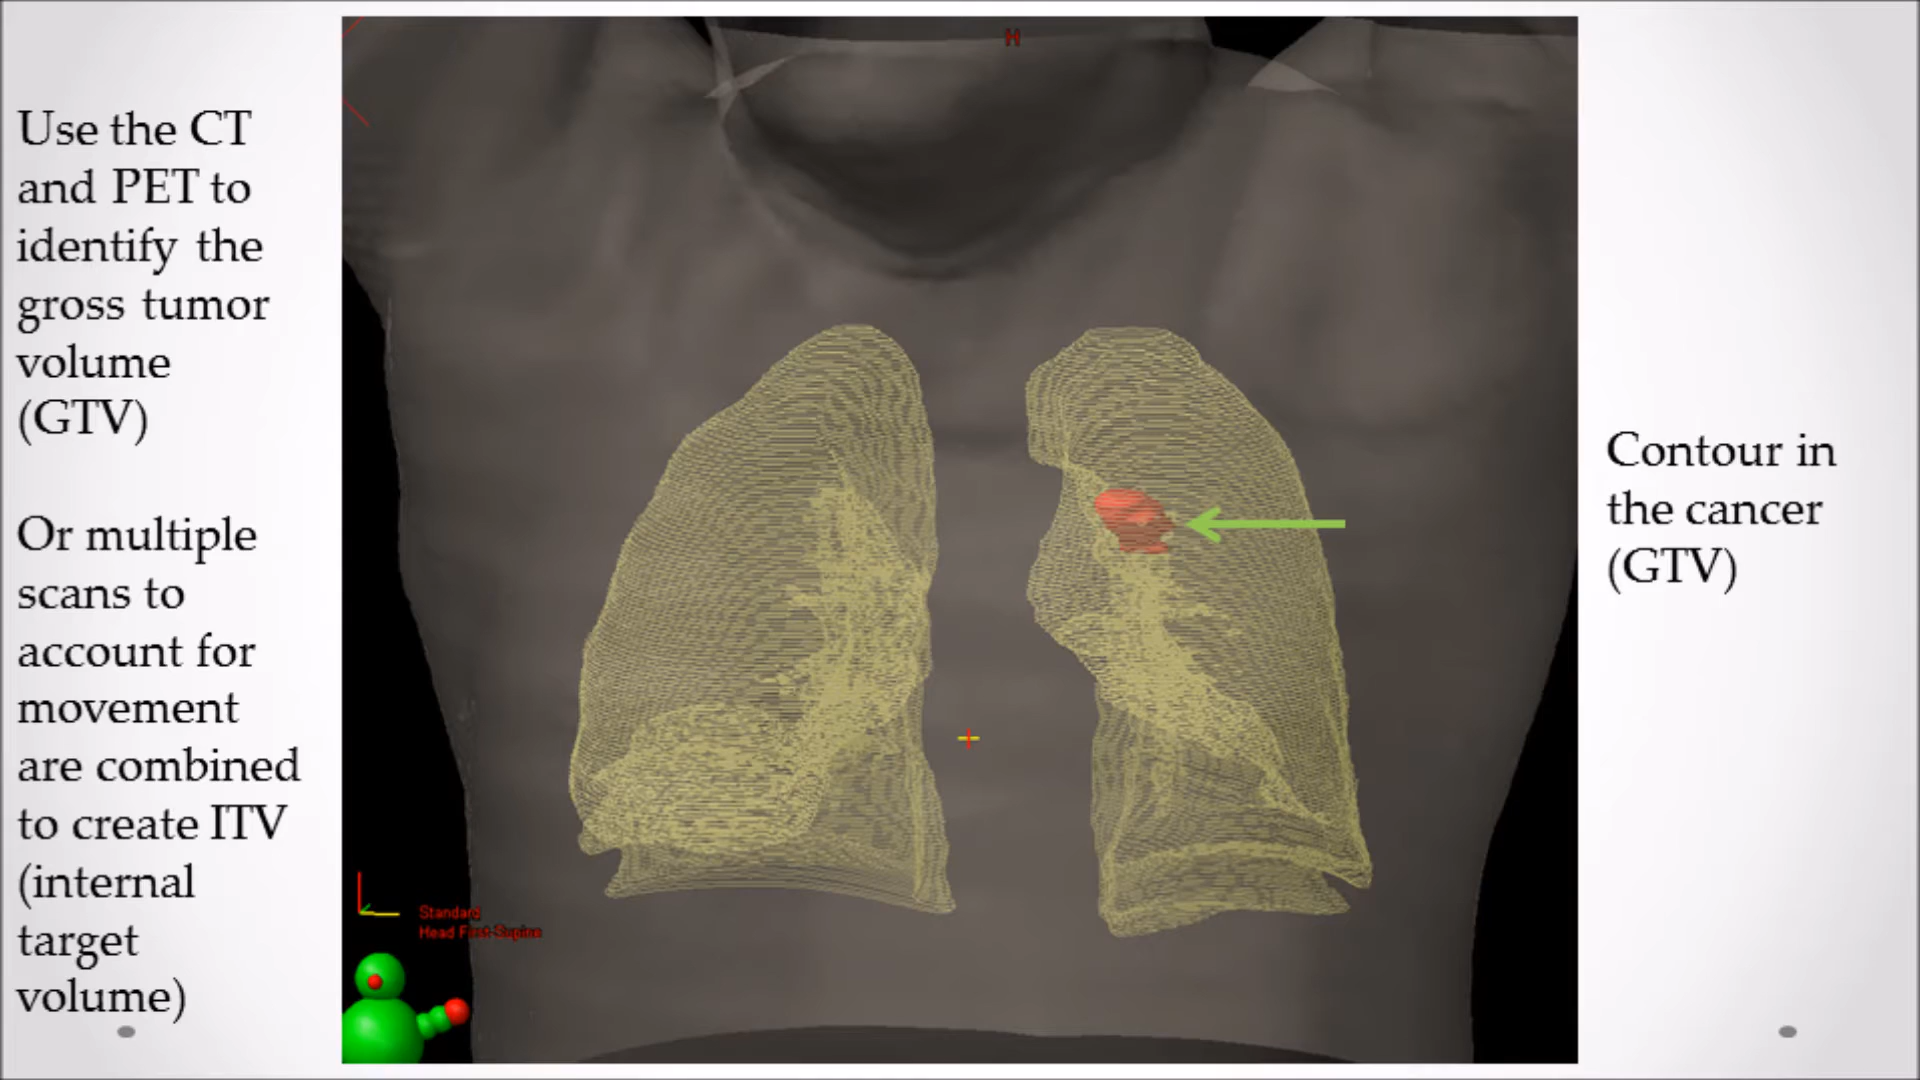 Use the CT
and PET to
identify the
gross tumor
volume
(GTV)
Or multiple
scans to
account for
movement
are combined
to create ITV
(internal
target
volume)
H
Standard
Head First-Supine
Contour in
the cancer
(GTV)